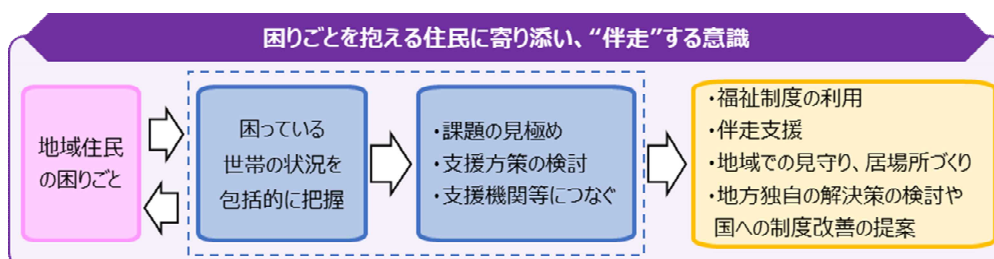 困りごとを抱える住民に寄り添い、“伴走”する意識
地域住民
の困りごと
困っている
世帯の状況を
包括的に把握
・課題の見極め
・支援方策の検討
・支援機関等につなぐ
・福祉制度の利用
・伴走支援
・地域での見守り、居場所づくり
・地方独自の解決策の検討や
国への制度改善の提案